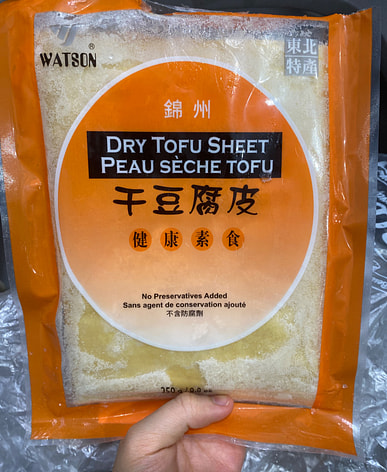 WATSON®
東北
特產
錦州
DRY TOFU SHEET
PEAU SÈCHE TOFU
干豆腐皮
健康素食
No Preservatives Added
Sans agent de conservation ajouté
不含防腐劑